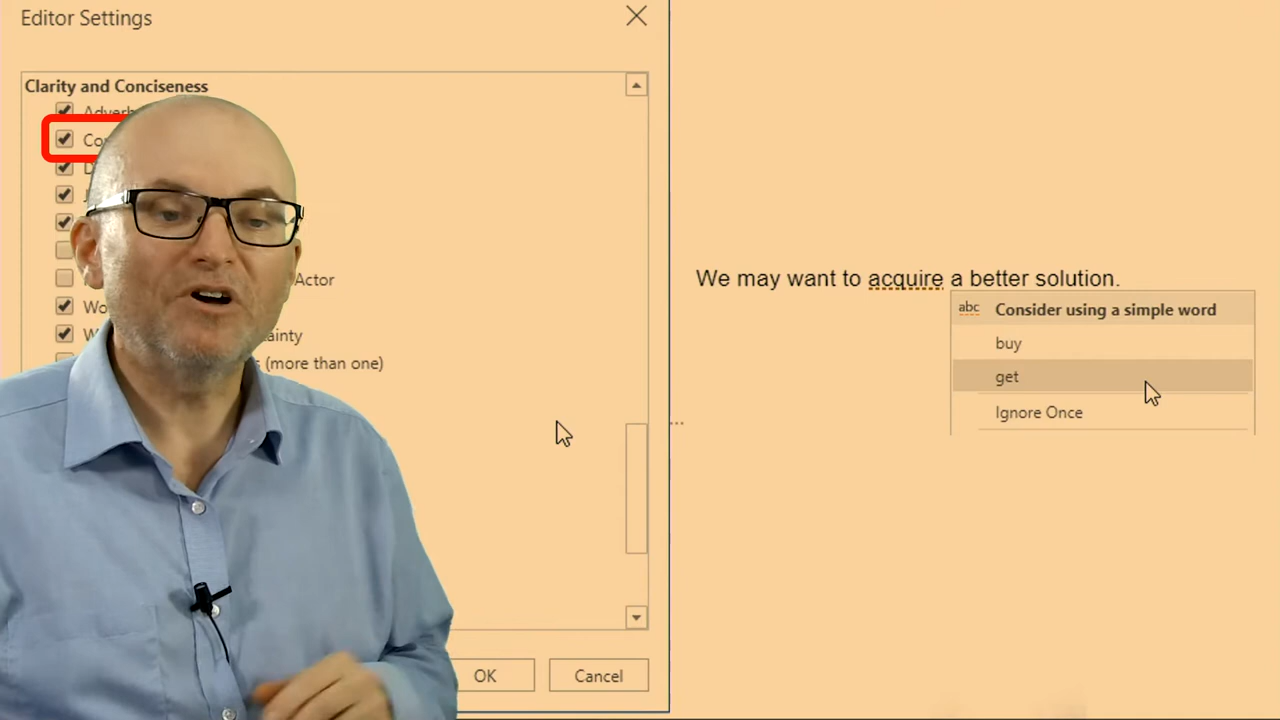 Editor Settings
Clarity and Conciseness
Actor
(more than one)
OK
Cancel
We may want to acquire a better solution.
abc Consider using a simple word
buy
get
Ignore Once